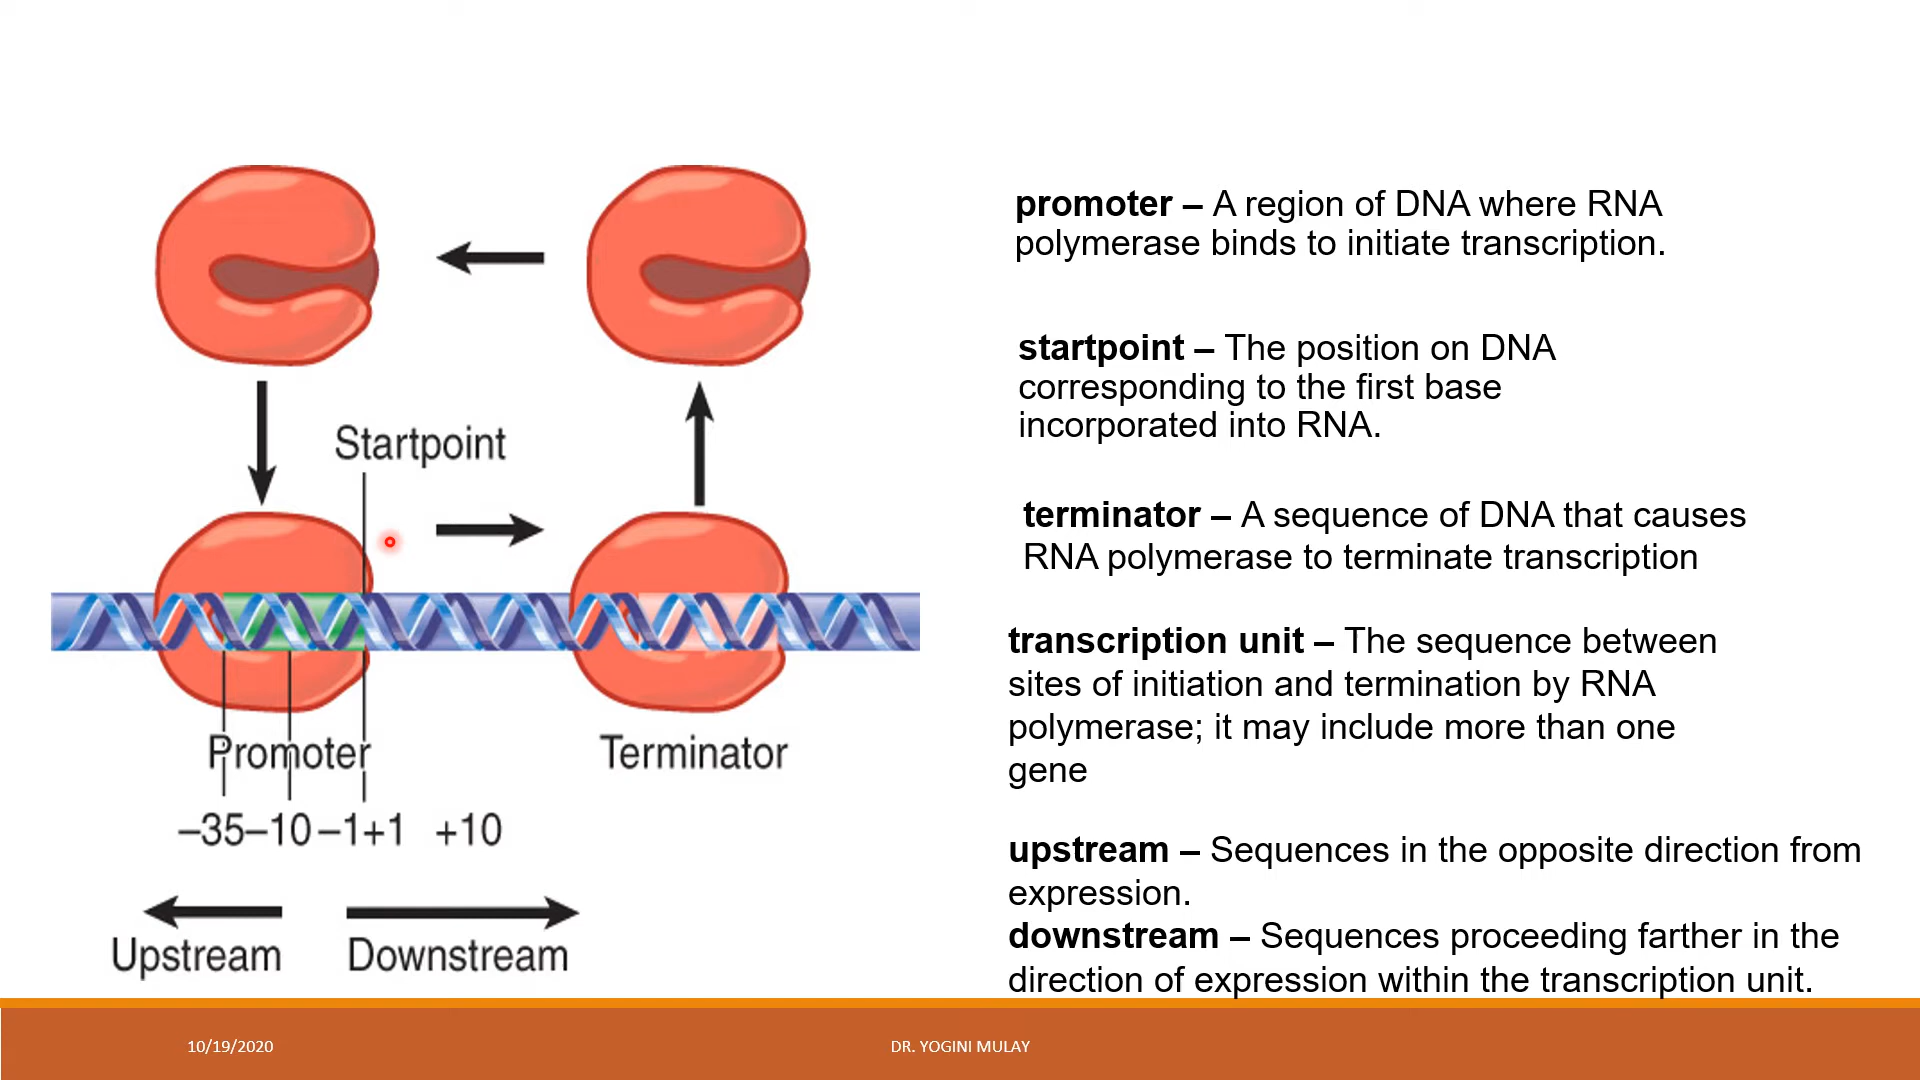 Startpoint
Promoter
Terminator
–35–10–1+1 +10
Upstream Downstream
promoter – A region of DNA where RNA
polymerase binds to initiate transcription.
startpoint – The position on DNA
corresponding to the first base
incorporated into RNA.
terminator – A sequence of DNA that causes
RNA polymerase to terminate transcription
transcription unit – The sequence between
sites of initiation and termination by RNA
polymerase; it may include more than one
gene
upstream – Sequences in the opposite direction from
expression.
downstream – Sequences proceeding farther in the
direction of expression within the transcription unit.
10/19/2020
DR. YOGINI MULAY